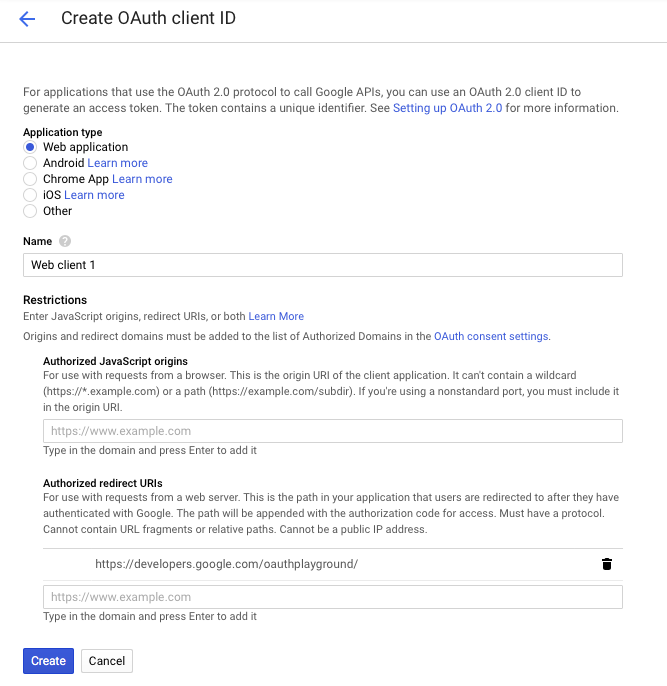 Create OAuth client ID
For applications that use the OAuth 2.0 protocol to call Google APIs, you can use an OAuth 2.0 client ID to
generate an access token. The token contains a unique identifier. See Setting up OAuth 2.0 for more information.
Application type
Web application
Android Learn more
Chrome App Learn more
iOS Learn more
Other
Name ?
Web client 1
Restrictions
Enter JavaScript origins, redirect URIs, or both Learn More
Origins and redirect domains must be added to the list of Authorized Domains in the OAuth consent settings.
Authorized JavaScript origins
For use with requests from a browser. This is the origin URI of the client application. It can't contain a wildcard
(https://*.example.com) or a path (https://example.com/subdir). If you're using a nonstandard port, you must include it
in the origin URI.
https://www.example.com
Type in the domain and press Enter to add it
Authorized redirect URIs
For use with requests from a web server. This is the path in your application that users are redirected to after they have
authenticated with Google. The path will be appended with the authorization code for access. Must have a protocol.
Cannot contain URL fragments or relative paths. Cannot be a public IP address.
https://developers.google.com/oauthplayground/
https://www.example.com
Type in the domain and press Enter to add it
Create Cancel